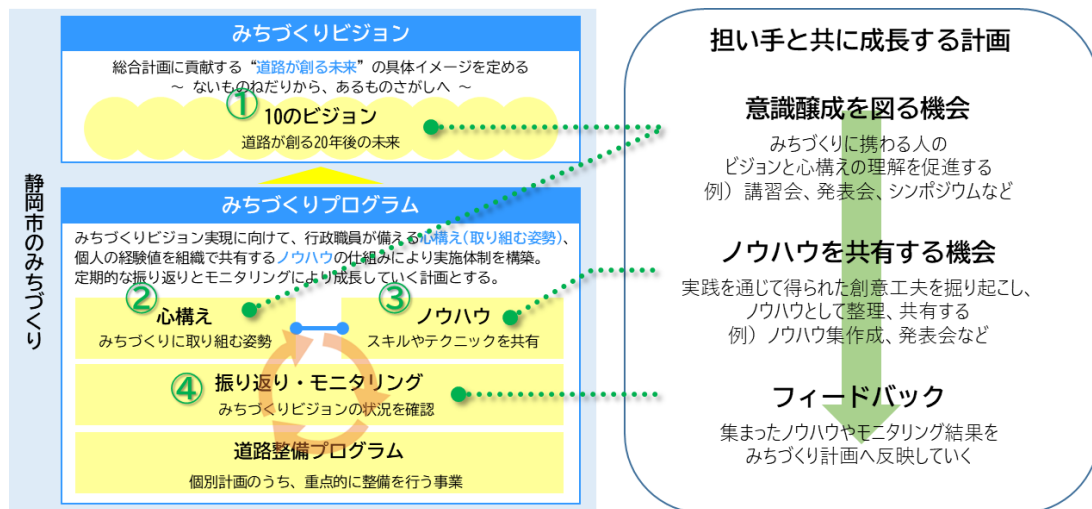 静岡市のみちづくり
みちづくりビジョン
総合計画に貢献する“道路が創る未来”の具体イメージを定める
～ ないものねだりから、あるものさがしへ ～
①
10のビジョン
道路が創る20年後の未来
みちづくりプログラム
みちづくりビジョン実現に向けて、行政職員が備える心構え(取り組む姿勢)、
個人の経験値を組織で共有するノウハウの仕組みにより実施体制を構築。
定期的な振り返りとモニタリングにより成長していく計画とする。
②
心構え
みちづくりに取り組む姿勢
③
ノウハウ
スキルやテクニックを共有
④
振り返り・モニタリング
みちづくりビジョンの状況を確認
道路整備プログラム
個別計画のうち、重点的に整備を行う事業
担い手と共に成長する計画
意識醸成を図る機会
みちづくりに携わる人の
ビジョンと心構えの理解を促進する
例）講習会、発表会、シンポジウムなど
ノウハウを共有する機会
実践を通じて得られた創意工夫を掘り起こし、
ノウハウとして整理、共有する
例）ノウハウ集作成、発表会など
フィードバック
集まったノウハウやモニタリング結果を
みちづくり計画へ反映していく